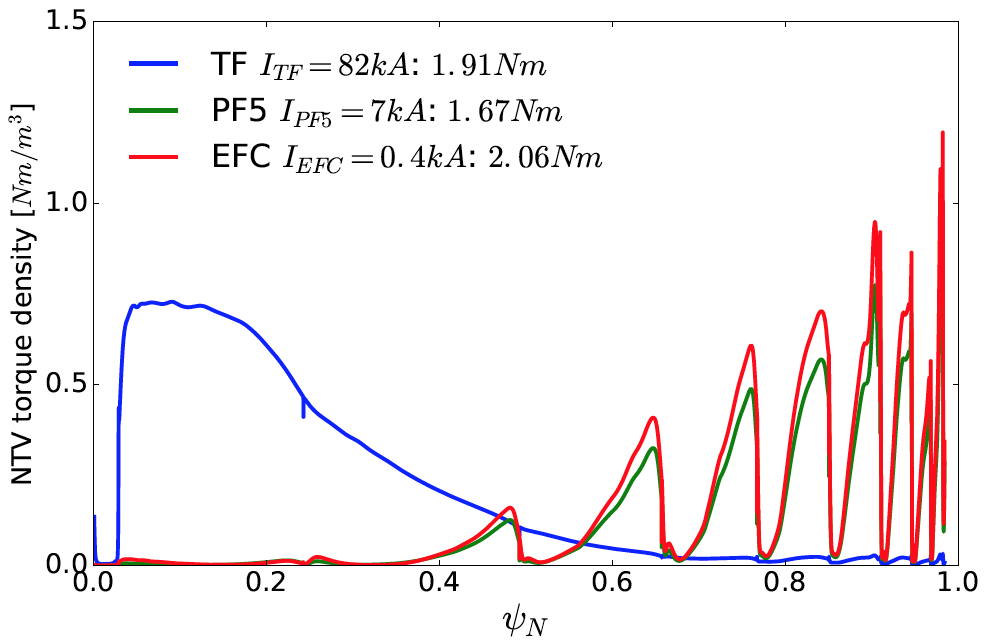 1.5
1.0
0.5
0.0
NTV torque density [Nm/m³]
TF I_{TF} = 82kA: 1.91Nm
PF5 I_{PF5} = 7kA: 1.67Nm
EFC I_{EFC} = 0.4kA: 2.06Nm
0.0 0.2 0.4 0.6 0.8 1.0
ψ_N